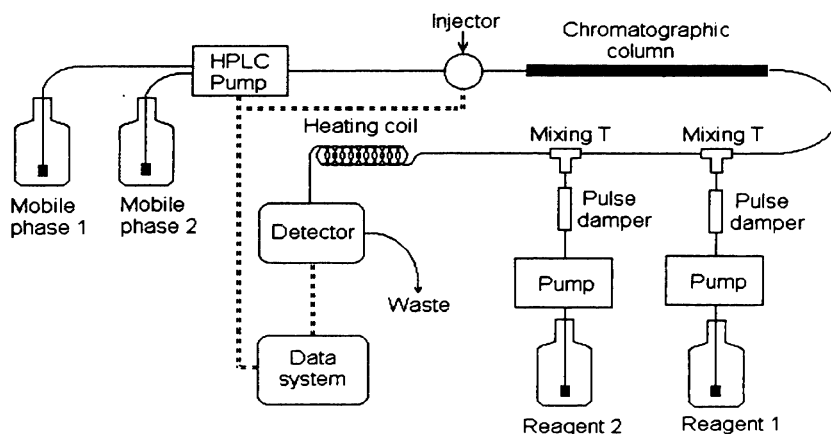 Injector
Chromatographic
column
HPLC
Pump
Heating coil
Mixing T
Mixing T
Mobile
phase 1
Mobile
phase 2
Pulse
damper
Pulse
damper
Detector
Pump
Pump
Waste
Data
system
Reagent 2
Reagent 1